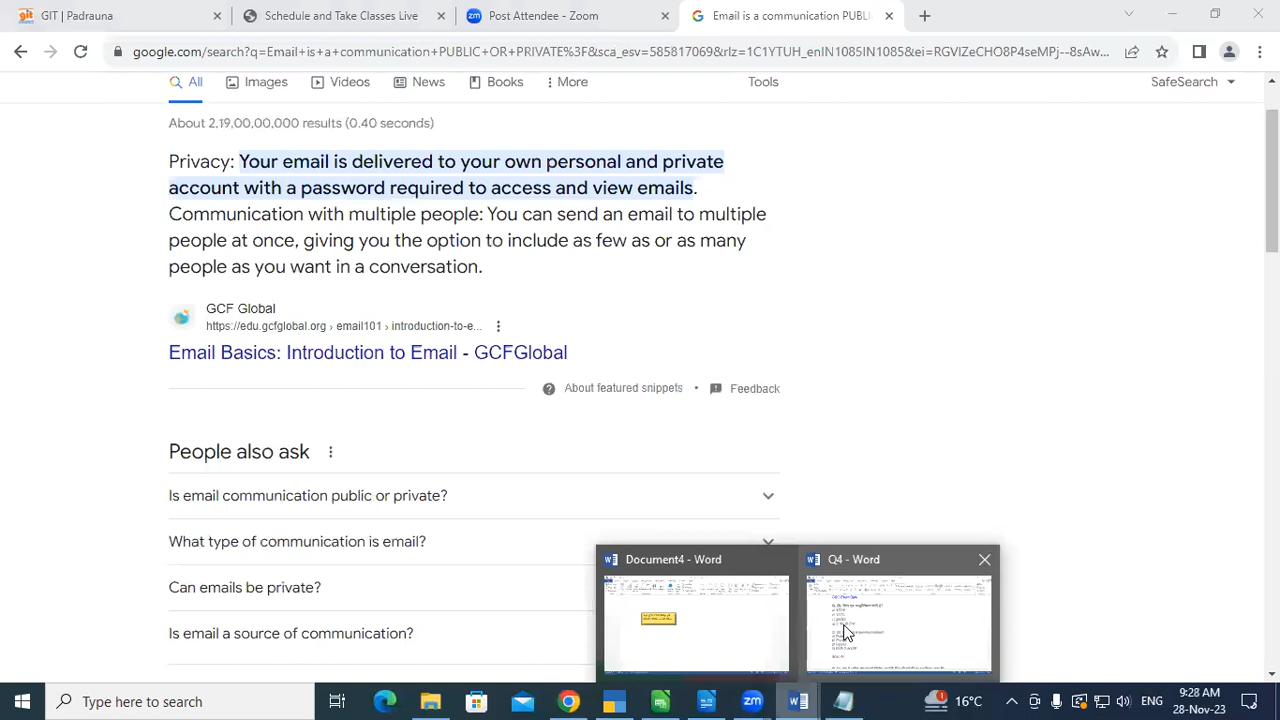 GIT | Padrauna
Schedule and Take Classes Live
zm Post Attendee - Zoom
Email is a communication PUBL
google.com/search?q=Email+is+a+communication+PUBLIC+OR+PRIVATE%3F&sca_esv=585817069&rlz=1C1YTUH_enIN1085IN1085&ei=RGVlZeCHO8P4seMPj--8sAw...
All Images Videos News Books More Tools SafeSearch
About 2,19,00,00,000 results (0.40 seconds)
Privacy: Your email is delivered to your own personal and private
account with a password required to access and view emails.
Communication with multiple people: You can send an email to multiple
people at once, giving you the option to include as few as or as many
people as you want in a conversation.
GCF Global
https://edu.gcfglobal.org › email101 › introduction-to-e...
Email Basics: Introduction to Email - GCFGlobal
About featured snippets • Feedback
People also ask
Is email communication public or private?
What type of communication is email?
Can emails be private?
Is email a source of communication?
Document4 - Word
Q4 - Word
Type here to search
zm
16°C
ENG
9:28 AM
28-Nov-23